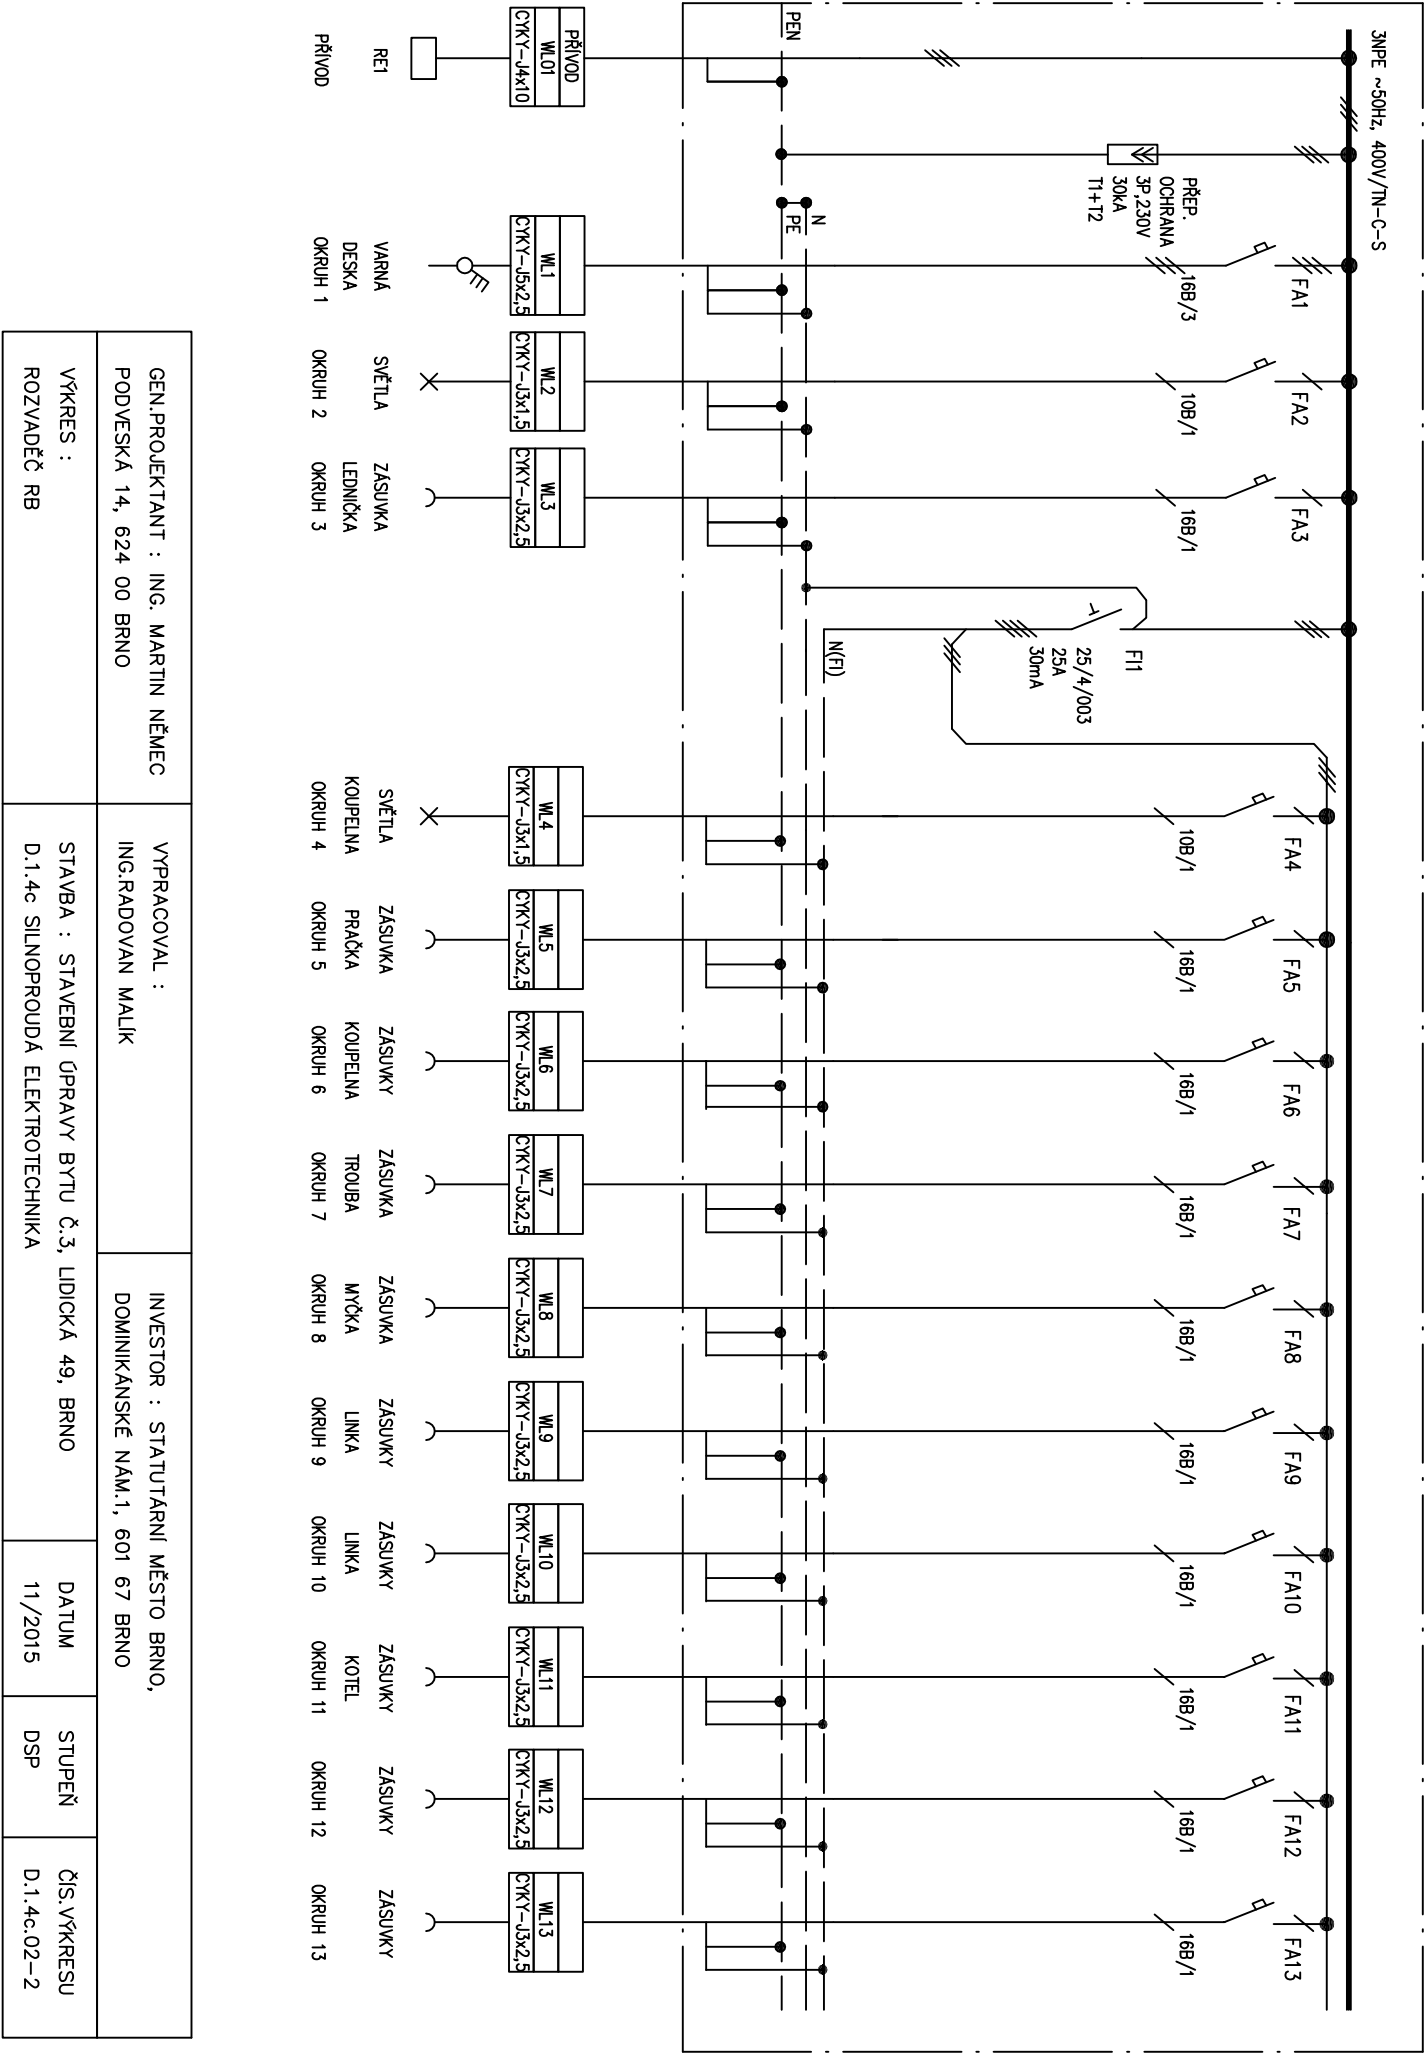 3NPE ~50Hz, 400V/TN-C-S
PŘEP.
OCHRANA
3P,230V
30kA
T1+T2
FA1
16B/3
FA2
10B/1
FA3
16B/1
FI1
25/4/003
25A
30mA
FA4
10B/1
FA5
16B/1
FA6
16B/1
FA7
16B/1
FA8
16B/1
FA9
16B/1
FA10
16B/1
FA11
16B/1
FA12
16B/1
FA13
16B/1
PEN
N
PE
N(FI)
PŘÍVOD
WL01
CYKY-J4x10
WL1
CYKY-J5x2,5
WL2
CYKY-J3x1,5
WL3
CYKY-J3x2,5
WL4
CYKY-J3x1,5
WL5
CYKY-J3x2,5
WL6
CYKY-J3x2,5
WL7
CYKY-J3x2,5
WL8
CYKY-J3x2,5
WL9
CYKY-J3x2,5
WL10
CYKY-J3x2,5
WL11
CYKY-J3x2,5
WL12
CYKY-J3x2,5
WL13
CYKY-J3x2,5
RE1
PŘÍVOD
VARNÁ
DESKA
OKRUH 1
SVĚTLA
OKRUH 2
ZÁSUVKA
LEDNIČKA
OKRUH 3
SVĚTLA
KOUPELNA
OKRUH 4
ZÁSUVKA
PRAČKA
OKRUH 5
ZÁSUVKY
KOUPELNA
OKRUH 6
ZÁSUVKA
TROUBA
OKRUH 7
ZÁSUVKA
MYČKA
OKRUH 8
ZÁSUVKY
LINKA
OKRUH 9
ZÁSUVKY
LINKA
OKRUH 10
ZÁSUVKY
KOTEL
OKRUH 11
ZÁSUVKY
OKRUH 12
ZÁSUVKY
OKRUH 13
GEN.PROJEKTANT : ING. MARTIN NĚMEC
PODVESKÁ 14, 624 00 BRNO
VYPRACOVAL :
ING.RADOVAN MALÍK
INVESTOR : STATUTÁRNÍ MĚSTO BRNO,
DOMINIKÁNSKÉ NÁM.1, 601 67 BRNO
VÝKRES :
ROZVADĚČ RB
STAVBA : STAVEBNÍ ÚPRAVY BYTU Č.3, LIDICKÁ 49, BRNO
D.1.4c SILNOPROUDÁ ELEKTROTECHNIKA
DATUM
11/2015
STUPEŇ
DSP
ČÍS.VÝKRESU
D.1.4c.02-2